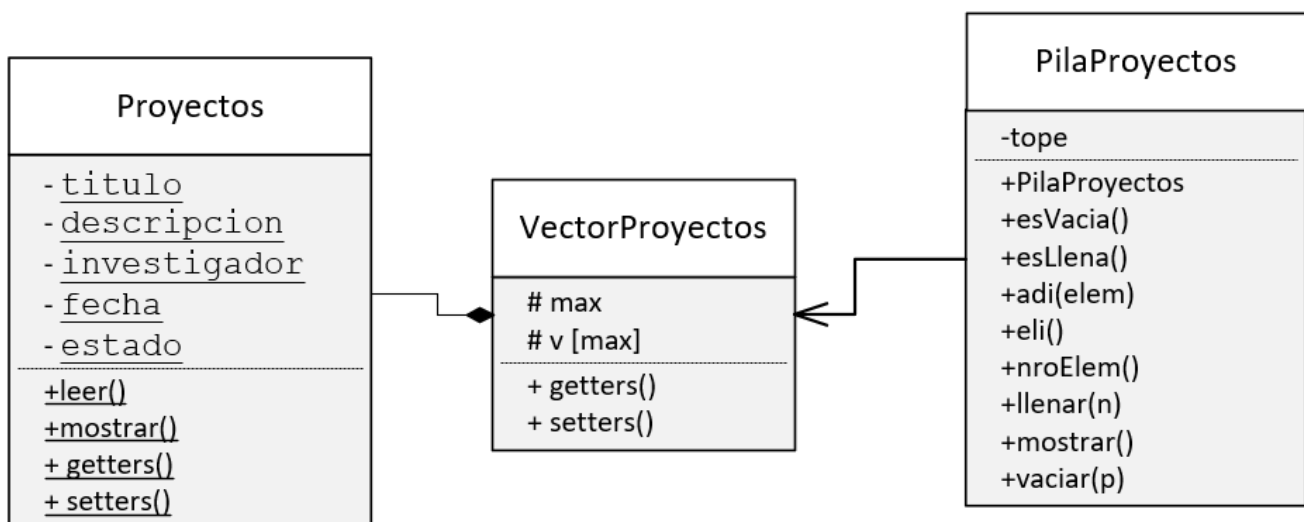 Proyectos
- titulo
- descripcion
- investigador
- fecha
- estado
+leer()
+mostrar()
+ getters()
+ setters()
VectorProyectos
# max
# v [max]
+ getters()
+ setters()
PilaProyectos
-tope
+PilaProyectos
+esVacia()
+esLlena()
+adi(elem)
+eli()
+nroElem()
+llenar(n)
+mostrar()
+vaciar(p)